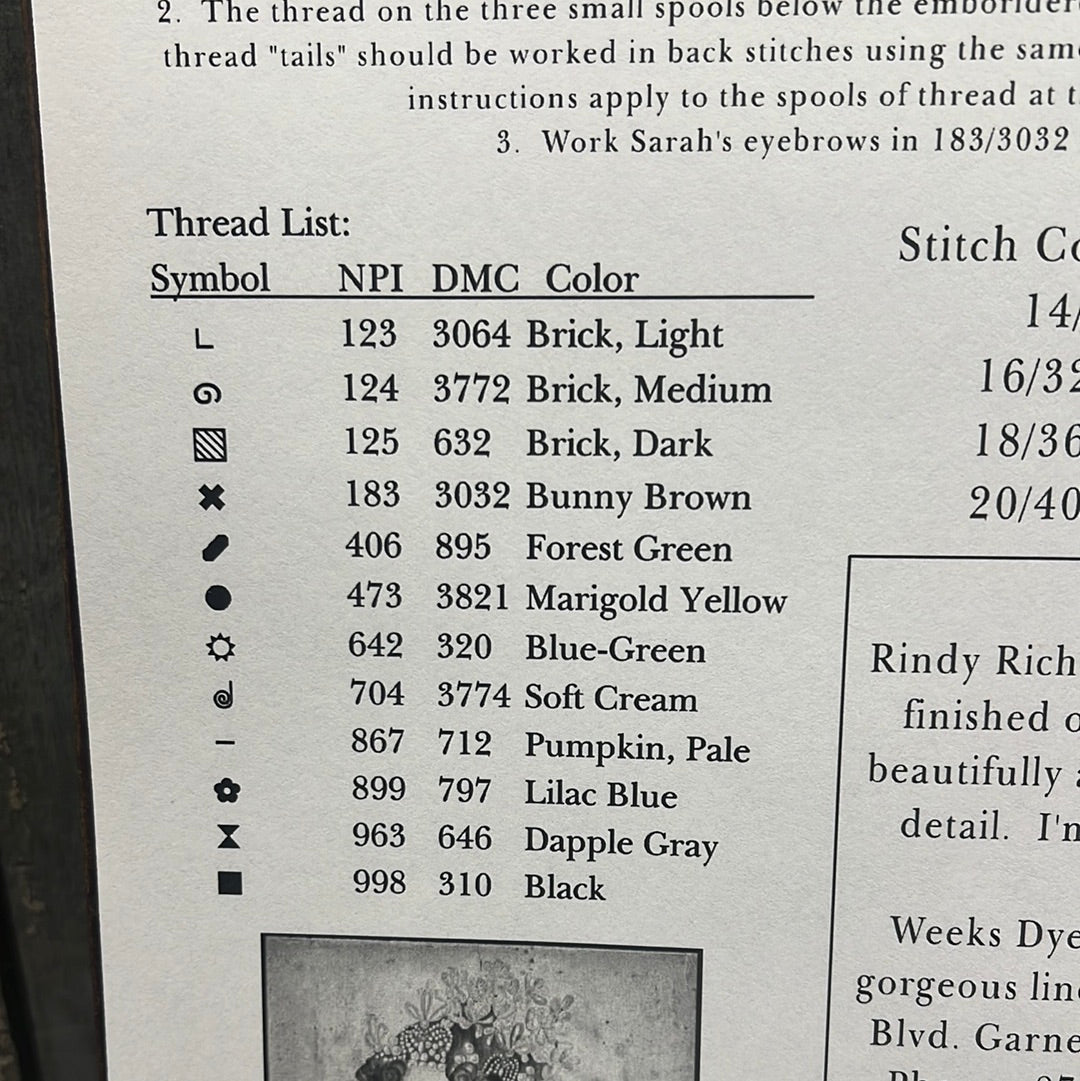 2. The thread on the three small spools below the
thread "tails" should be worked in back stitches using the
instructions apply to the spools of thread at
3. Work Sarah's eyebrows in 183/3032
Thread List:
Symbol NPI DMC Color
123 3064 Brick, Light
124 3772 Brick, Medium
125 632 Brick, Dark
183 3032 Bunny Brown
406 895 Forest Green
473 3821 Marigold Yellow
642 320 Blue-Green
704 3774 Soft Cream
867 712 Pumpkin, Pale
899 797 Lilac Blue
963 646 Dapple Gray
998 310 Black
Stitch
14/
16/32
18/36
20/40
Rindy
finished
beautifully
detail. I'm
Weeks
gorgeous
Blvd.